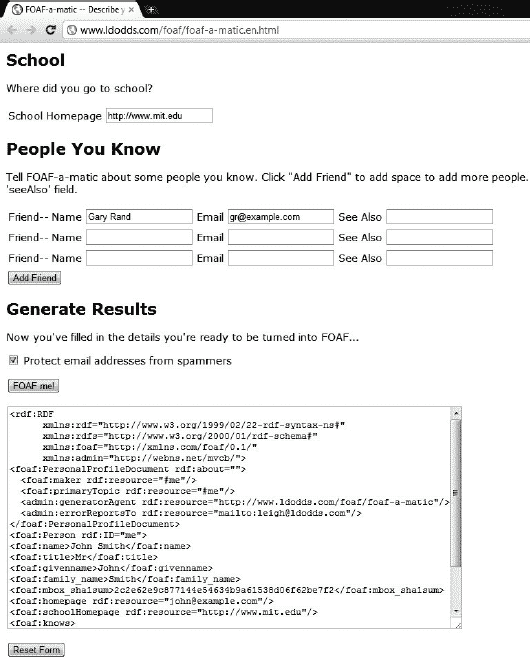 FOAF-a-matic -- Describe y
www.ldodds.com/foaf/foaf-a-matic.en.html
School
Where did you go to school?
School Homepage http://www.mit.edu
People You Know
Tell FOAF-a-matic about some people you know. Click "Add Friend" to add space to add more people.
'seeAlso' field.
Friend-- Name Gary Rand Email gr@example.com See Also
Friend-- Name Email See Also
Friend-- Name Email See Also
Add Friend
Generate Results
Now you've filled in the details you're ready to be turned into FOAF...
Protect email addresses from spammers
FOAF me!
<rdf:RDF
xmlns:rdf="http://www.w3.org/1999/02/22-rdf-syntax-ns#"
xmlns:rdfs="http://www.w3.org/2000/01/rdf-schema#"
xmlns:foaf="http://xmlns.com/foaf/0.1/"
xmlns:admin="http://webns.net/mvcb/">
<foaf:PersonalProfileDocument rdf:about="">
<foaf:maker rdf:resource="#me"/>
<foaf:primaryTopic rdf:resource="#me"/>
<admin:generatorAgent rdf:resource="http://www.ldodds.com/foaf/foaf-a-matic"/>
<admin:errorReportsTo rdf:resource="mailto:leigh@ldodds.com"/>
</foaf:PersonalProfileDocument>
<foaf:Person rdf:ID="me">
<foaf:name>John Smith</foaf:name>
<foaf:title>Mr</foaf:title>
<foaf:givenname>John</foaf:givenname>
<foaf:family_name>Smith</foaf:family_name>
<foaf:mbox_sha1sum>2c2e62e9c877144e54634b9a61538d06f62be7f2</foaf:mbox_sha1sum>
<foaf:homepage rdf:resource="john@example.com"/>
<foaf:schoolHomepage rdf:resource="http://www.mit.edu"/>
<foaf:knows>
Reset Form